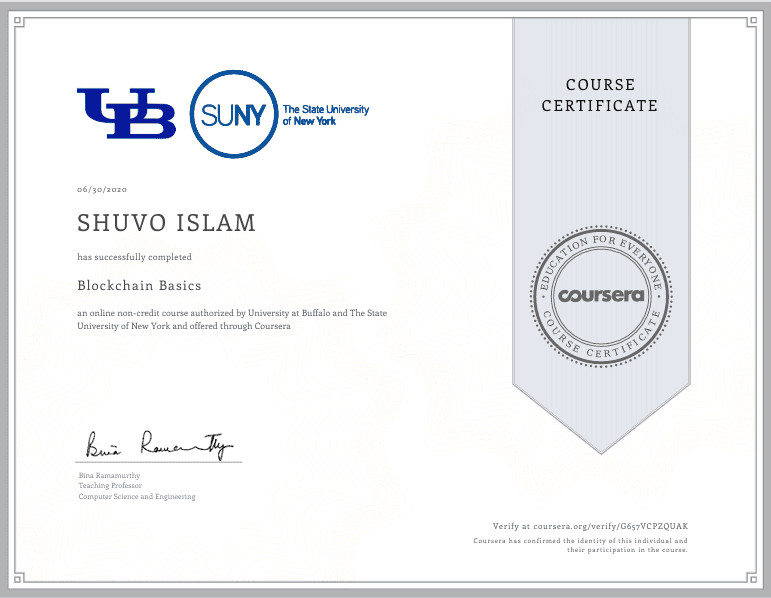 UB
SUNY
The State University
of New York
COURSE
CERTIFICATE
06/30/2020
SHUVO ISLAM
has successfully completed
Blockchain Basics
an online non-credit course authorized by University at Buffalo and The State
University of New York and offered through Coursera
EDUCATION FOR EVERYONE
coursera
COURSE CERTIFICATE
Bina Ramamurthy
Bina Ramamurthy
Teaching Professor
Computer Science and Engineering
Verify at coursera.org/verify/G657VCPZQUAK
Coursera has confirmed the identity of this individual and
their participation in the course.